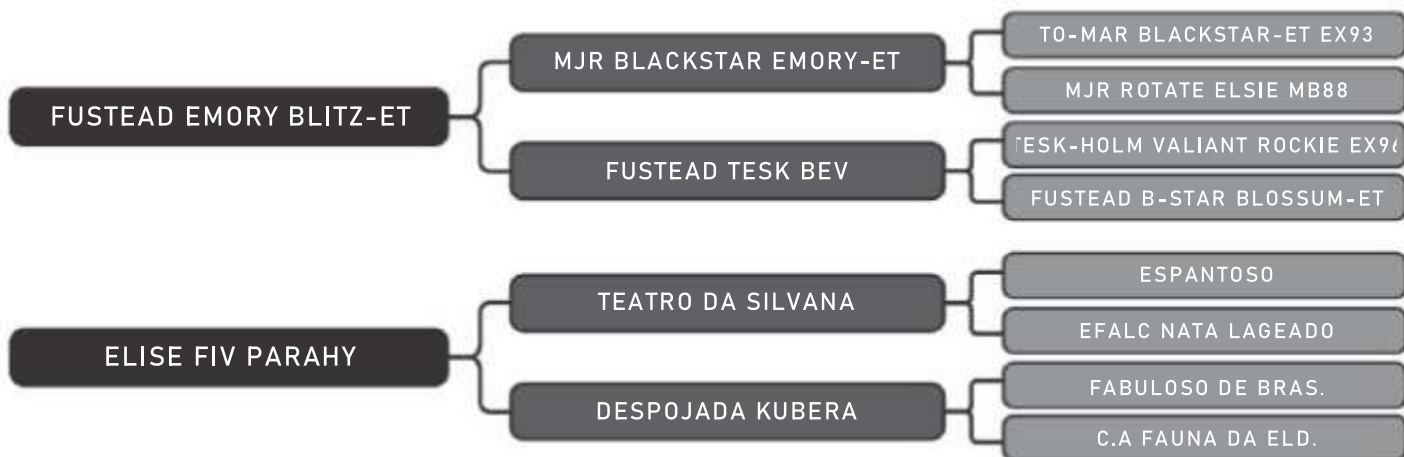 TO-MAR BLACKSTAR-ET EX93
MJR BLACKSTAR EMORY-ET
MJR ROTATE ELSIE MB88
FUSTEAD EMORY BLITZ-ET
TESK-HOLM VALIANT ROCKIE EX96
FUSTEAD TESK BEV
FUSTEAD B-STAR BLOSSUM-ET
ESPANTOSO
TEATRO DA SILVANA
EFALC NATA LAGEADO
ELISE FIV PARAHY
FABULOSO DE BRAS.
DESPOJADA KUBERA
C.A FAUNA DA ELD.